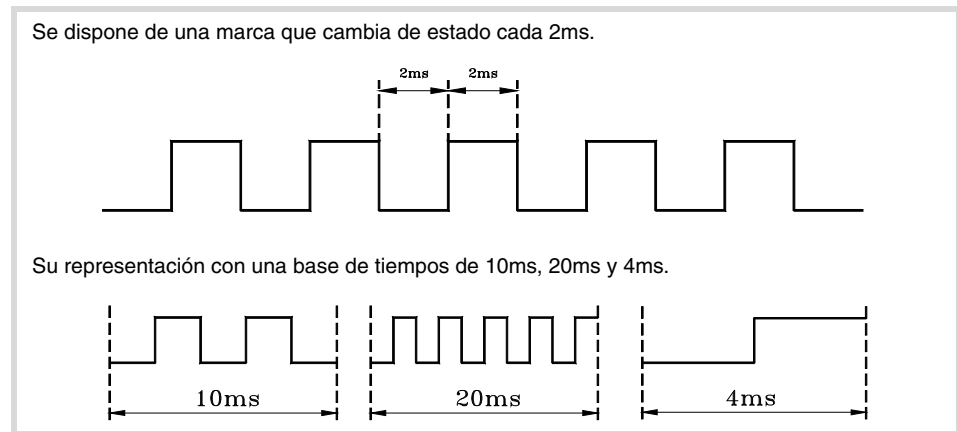 Se dispone de una marca que cambia de estado cada 2ms.
2ms 2ms
Su representación con una base de tiempos de 10ms, 20ms y 4ms.
10ms 20ms 4ms